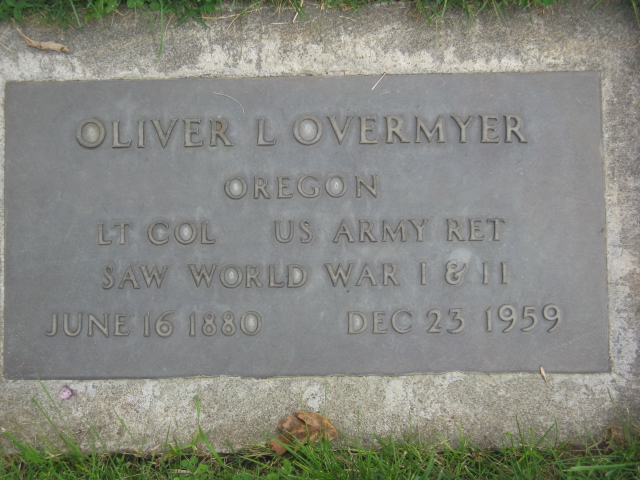 OLIVER L OVERMYER
OREGON
LT COL US ARMY RET
SAW WORLD WAR I & II
JUNE 16 1880 DEC 23 1959